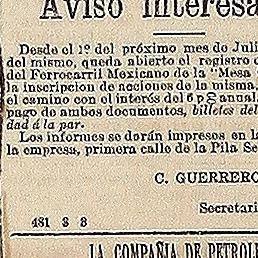 Aviso Interesa
Desde el 1º del próximo mes de Juli
del mismo, queda abierto el registro d
del Ferrocarril Mexicano de la "Mesa
la inscripcion de acciones de la misma,
el camino con el interés del 6 p§ anual,
pago de ambos documentos, billetes del
dad á la par.
Los informes se darán impresos en la
la empresa, primera calle de la Pila Se
C. GUERRERO
Secretari
481 3 3
LA COMPAÑIA DE PETROLE